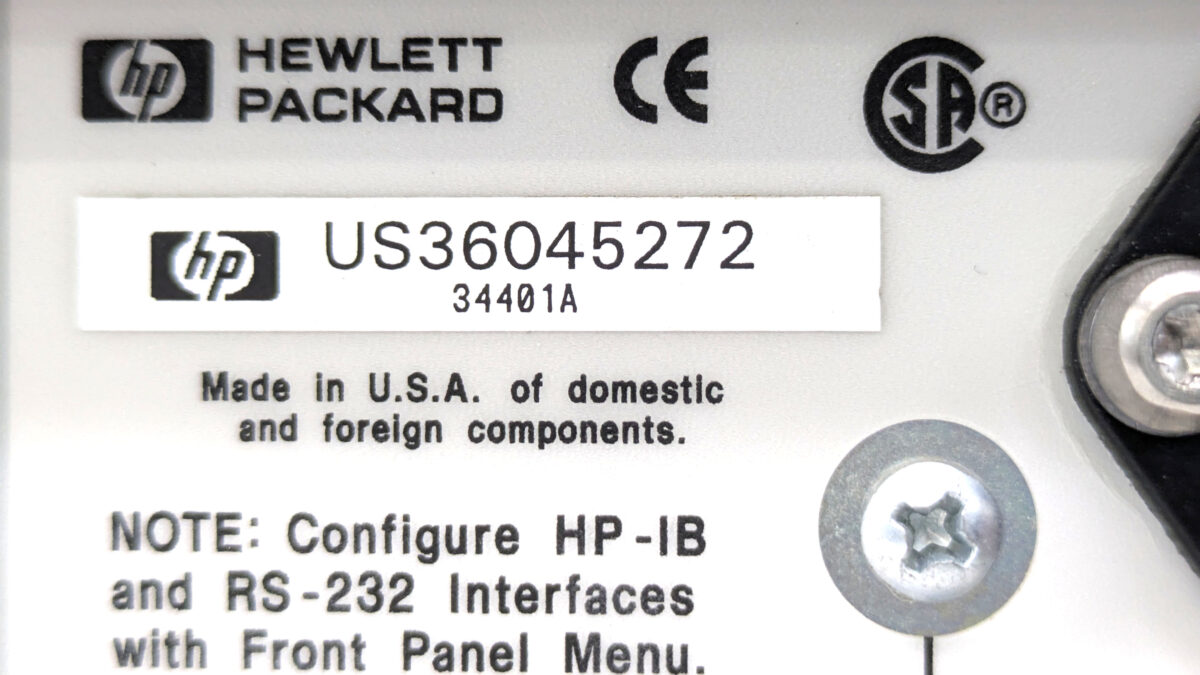 hp HEWLETT
PACKARD
CE
CSA ®
hp US36045272
34401A
Made in U.S.A. of domestic
and foreign components.
NOTE: Configure HP-IB
and RS-232 Interfaces
with Front Panel Menu.